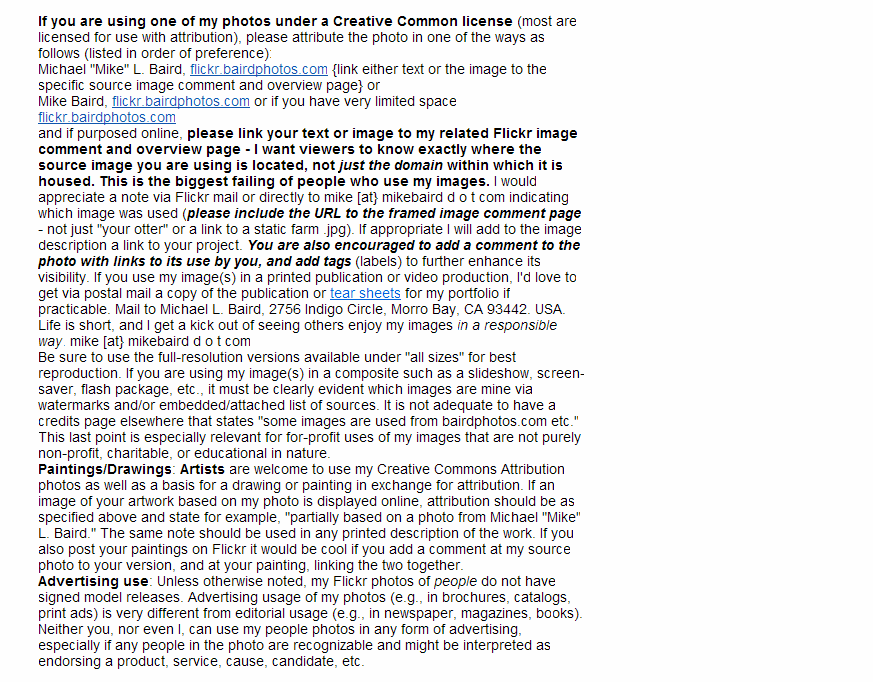 If you are using one of my photos under a Creative Common license (most are
licensed for use with attribution), please attribute the photo in one of the ways as
follows (listed in order of preference):
Michael "Mike" L. Baird, flickr.bairdphotos.com {link either text or the image to the
specific source image comment and overview page} or
Mike Baird, flickr.bairdphotos.com or if you have very limited space
flickr.bairdphotos.com
and if purposed online, please link your text or image to my related Flickr image
comment and overview page - I want viewers to know exactly where the
source image you are using is located, not just the domain within which it is
housed. This is the biggest failing of people who use my images. I would
appreciate a note via Flickr mail or directly to mike [at} mikebaird d o t com indicating
which image was used (please include the URL to the framed image comment page
- not just "your otter" or a link to a static farm .jpg). If appropriate I will add to the image
description a link to your project. You are also encouraged to add a comment to the
photo with links to its use by you, and add tags (labels) to further enhance its
visibility. If you use my image(s) in a printed publication or video production, I'd love to
get via postal mail a copy of the publication or tear sheets for my portfolio if
practicable. Mail to Michael L. Baird, 2756 Indigo Circle, Morro Bay, CA 93442. USA.
Life is short, and I get a kick out of seeing others enjoy my images in a responsible
way. mike [at} mikebaird d o t com
Be sure to use the full-resolution versions available under "all sizes" for best
reproduction. If you are using my image(s) in a composite such as a slideshow, screen-
saver, flash package, etc., it must be clearly evident which images are mine via
watermarks and/or embedded/attached list of sources. It is not adequate to have a
credits page elsewhere that states "some images are used from bairdphotos.com etc."
This last point is especially relevant for for-profit uses of my images that are not purely
non-profit, charitable, or educational in nature.
Paintings/Drawings: Artists are welcome to use my Creative Commons Attribution
photos as well as a basis for a drawing or painting in exchange for attribution. If an
image of your artwork based on my photo is displayed online, attribution should be as
specified above and state for example, "partially based on a photo from Michael "Mike"
L. Baird." The same note should be used in any printed description of the work. If you
also post your paintings on Flickr it would be cool if you add a comment at my source
photo to your version, and at your painting, linking the two together.
Advertising use: Unless otherwise noted, my Flickr photos of people do not have
signed model releases. Advertising usage of my photos (e.g., in brochures, catalogs,
print ads) is very different from editorial usage (e.g., in newspaper, magazines, books).
Neither you, nor even I, can use my people photos in any form of advertising,
especially if any people in the photo are recognizable and might be interpreted as
endorsing a product, service, cause, candidate, etc.